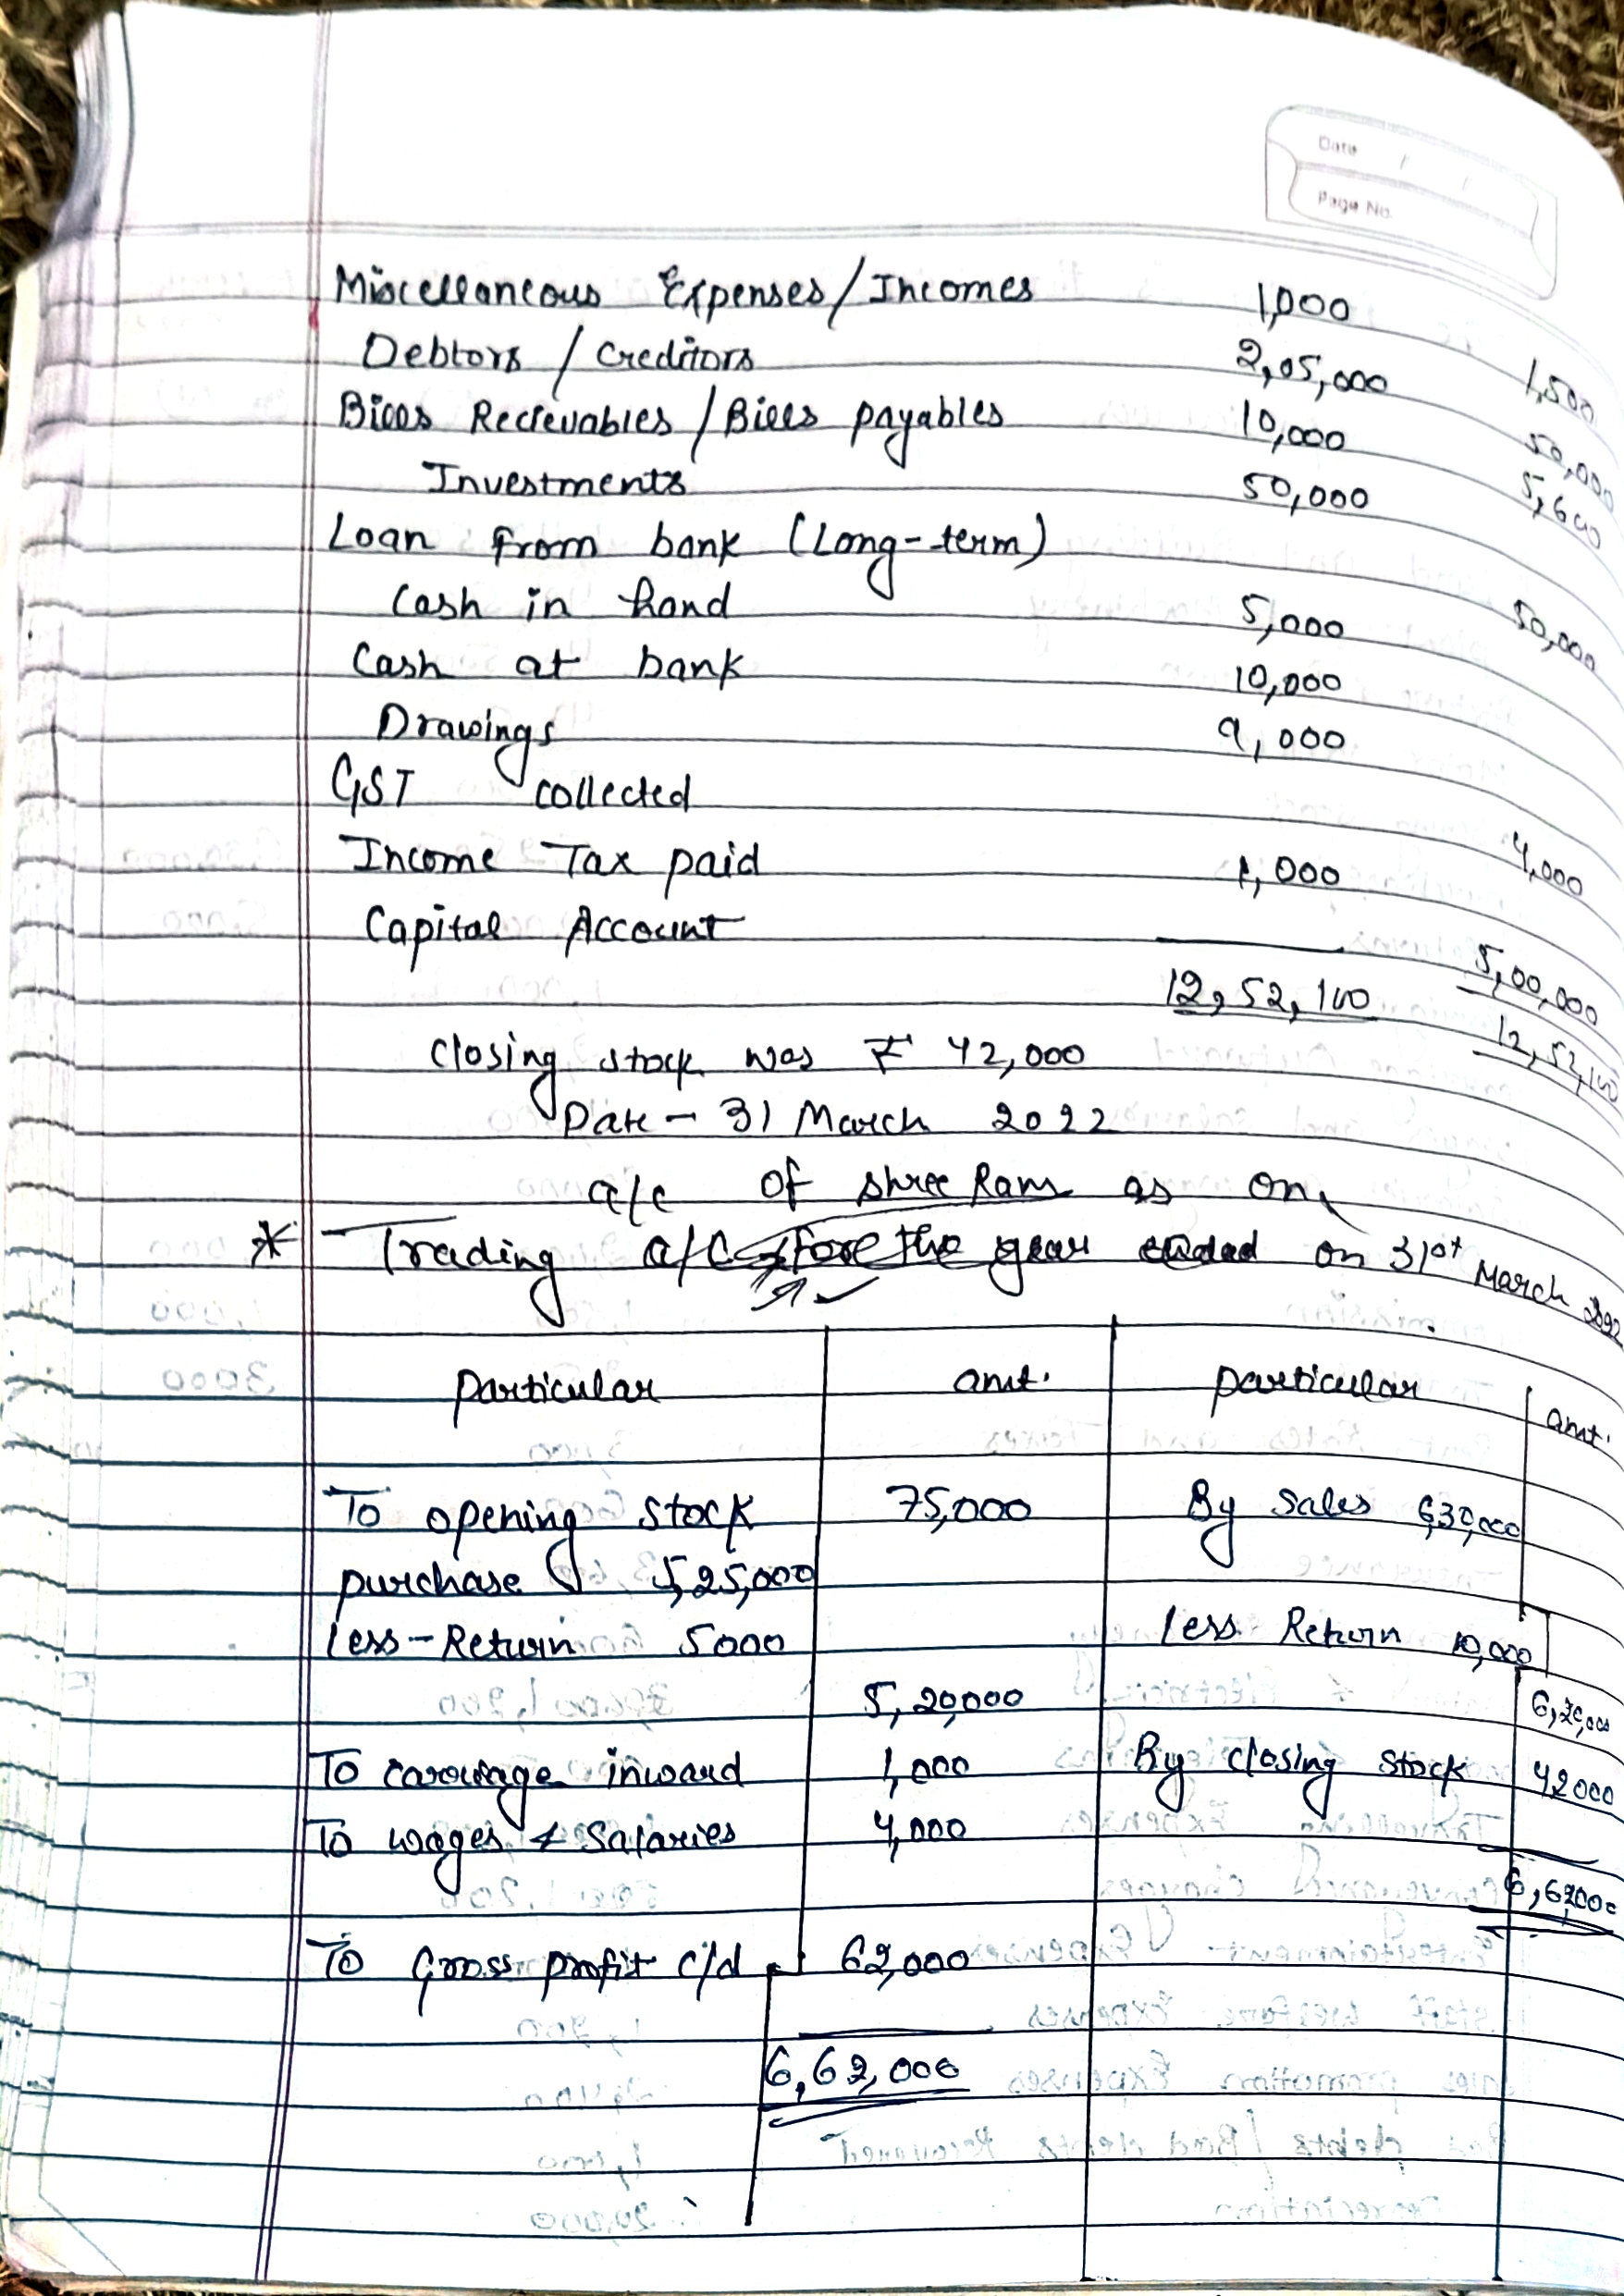 Date / /
Page No.
Miscellaneous Expenses/Incomes 1,000 1,500
Debtors / Creditors 2,05,000 50,000
Bills Recievables / Bills payables 10,000 5,600
Investments 50,000
Loan from bank (Long-term) 50,000
Cash in hand 5,000
Cash at bank 10,000
Drawings 9,000
GST collected 4,000
Income Tax paid 1,000
Capital Account 5,00,000
12,52,100 12,52,100
Closing stock was ₹ 42,000
Date - 31 March 2022
a/c of Shree Ram as on
* Trading a/c for the year ended on 31st March 2022
particular amt. particular amt.
To opening stock 75,000 By Sales 6,30,000
purchase 5,25,000
Less-Return 5000 Less Return 10,000
5,20,000 6,20,000
To carriage inward 1,000 By closing stock 42000
To wages & Salaries 4,000
6,62000
To Gross profit c/d 62,000
6,62,000